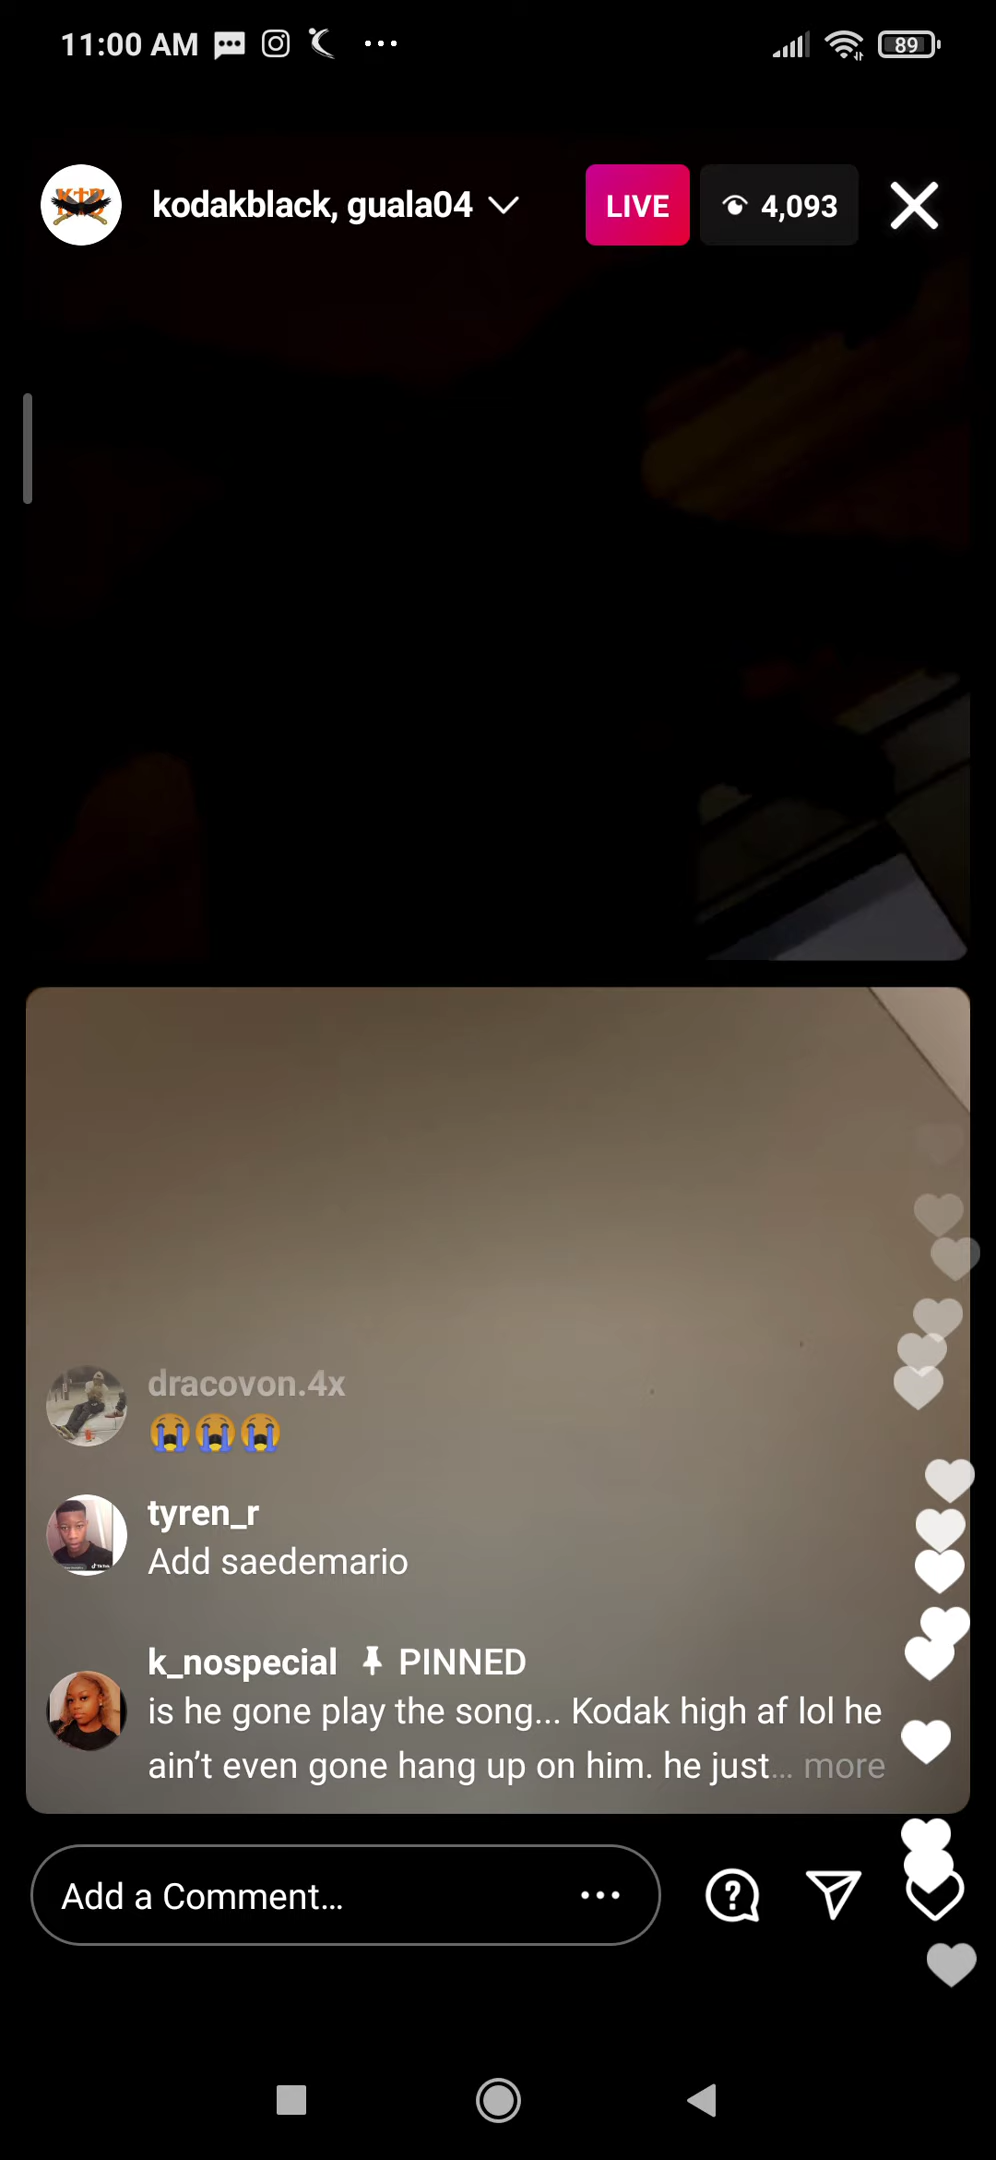 11:00 AM
89
kodakblack, guala04
LIVE
4,093
dracovon.4x
😭😭😭
tyren_r
Add saedemario
k_nospecial PINNED
is he gone play the song... Kodak high af lol he
ain’t even gone hang up on him. he just... more
Add a Comment...